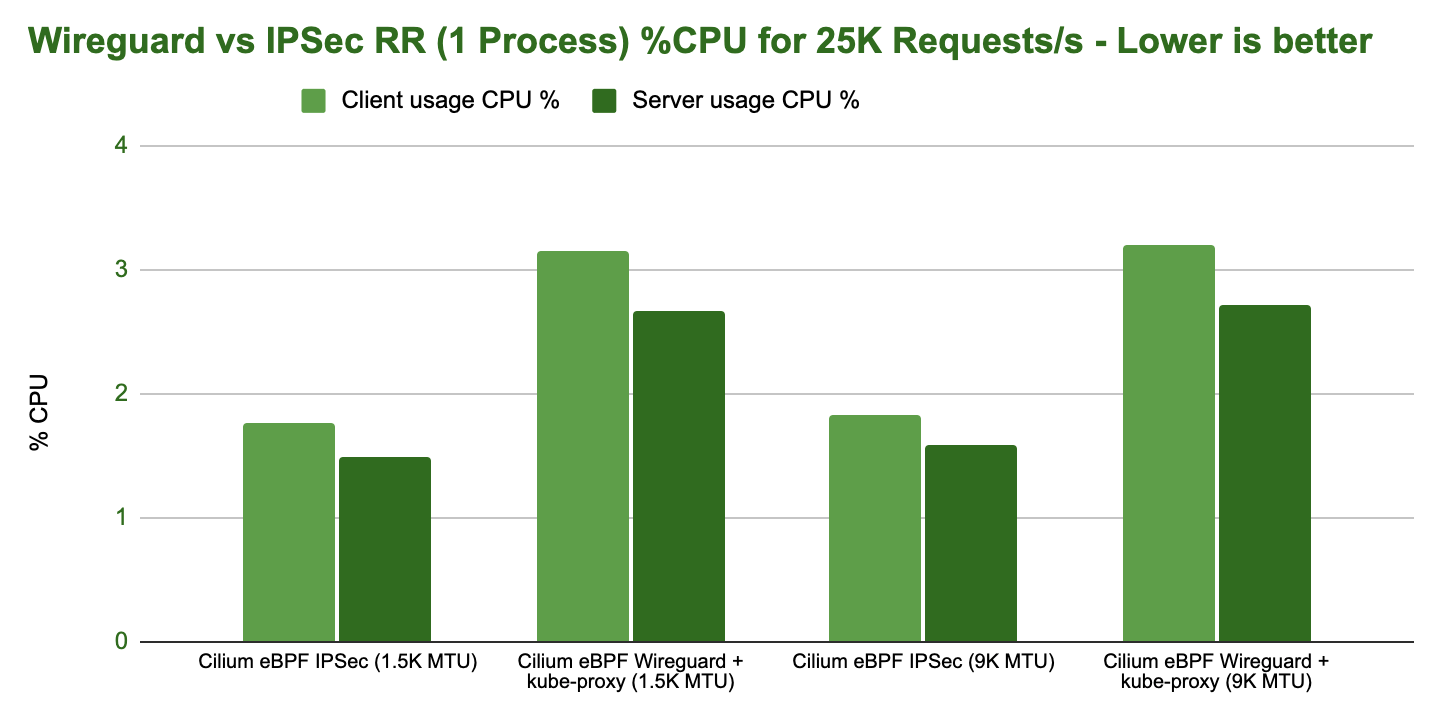 Wireguard vs IPSec RR (1 Process) %CPU for 25K Requests/s - Lower is better
Client usage CPU %
Server usage CPU %
4
3
2
1
0
% CPU
Cilium eBPF IPSec (1.5K MTU)
Cilium eBPF Wireguard +
kube-proxy (1.5K MTU)
Cilium eBPF IPSec (9K MTU)
Cilium eBPF Wireguard +
kube-proxy (9K MTU)